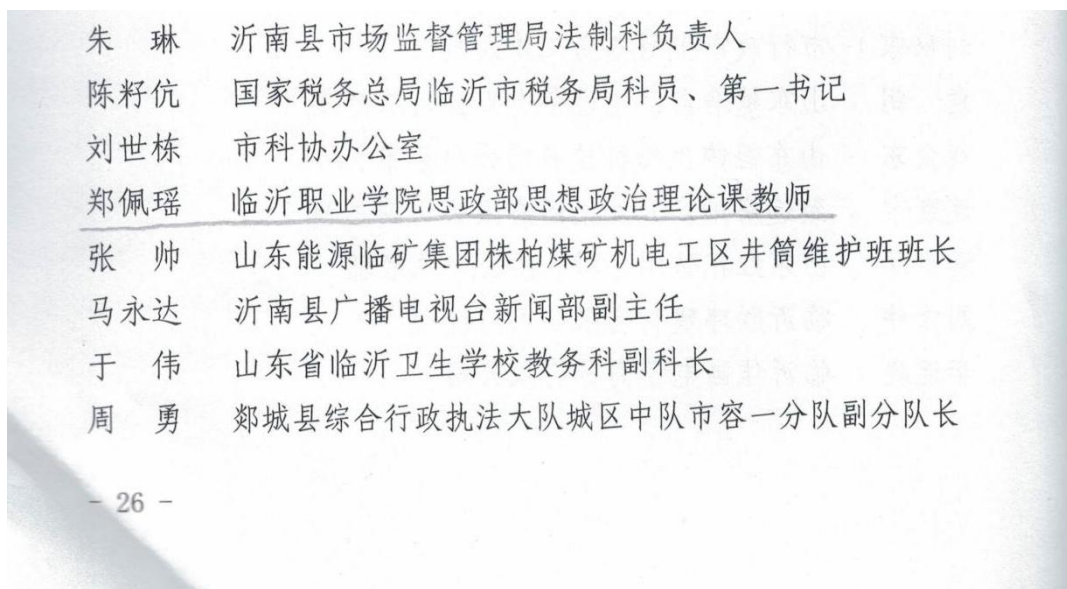 朱　琳　沂南县市场监督管理局法制科负责人
陈籽伉　国家税务总局临沂市税务局科员、第一书记
刘世栋　市科协办公室
郑佩瑶　临沂职业学院思政部思想政治理论课教师
张　帅　山东能源临矿集团株柏煤矿机电工区井筒维护班班长
马永达　沂南县广播电视台新闻部副主任
于　伟　山东省临沂卫生学校教务科副科长
周　勇　郯城县综合行政执法大队城区中队市容一分队副分队长
- 26 -